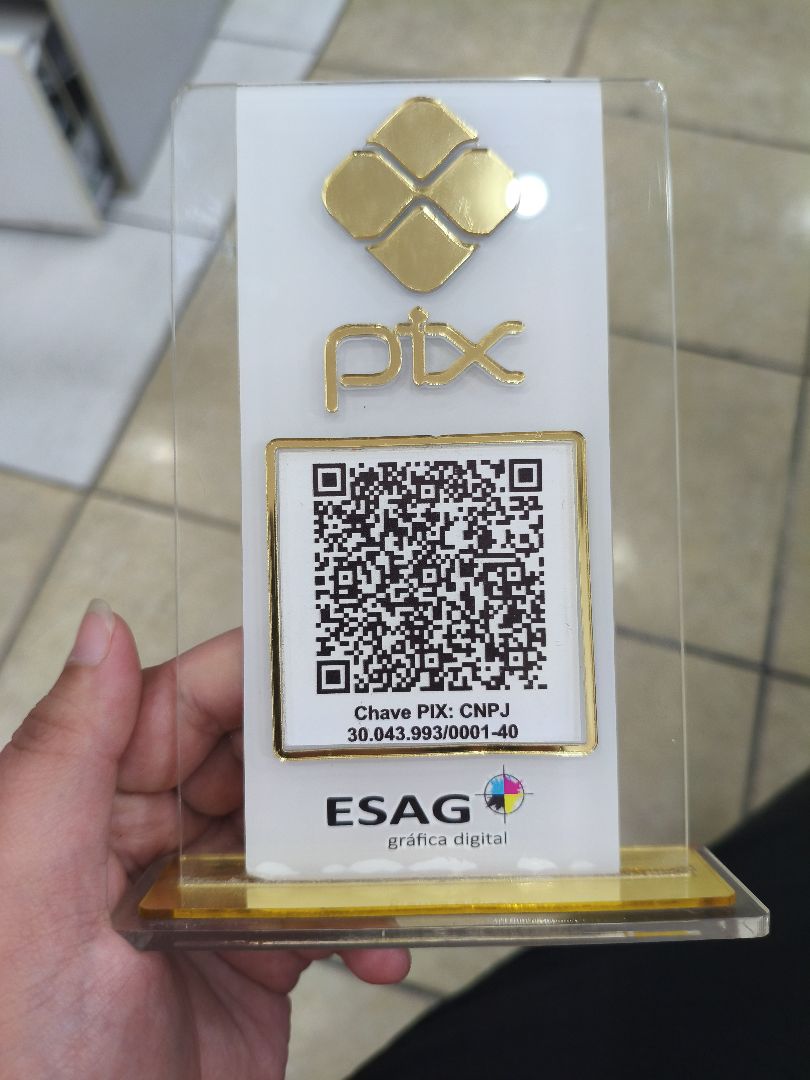 pix
Chave PIX: CNPJ
30.043.993/0001-40
ESAG
gráfica digital